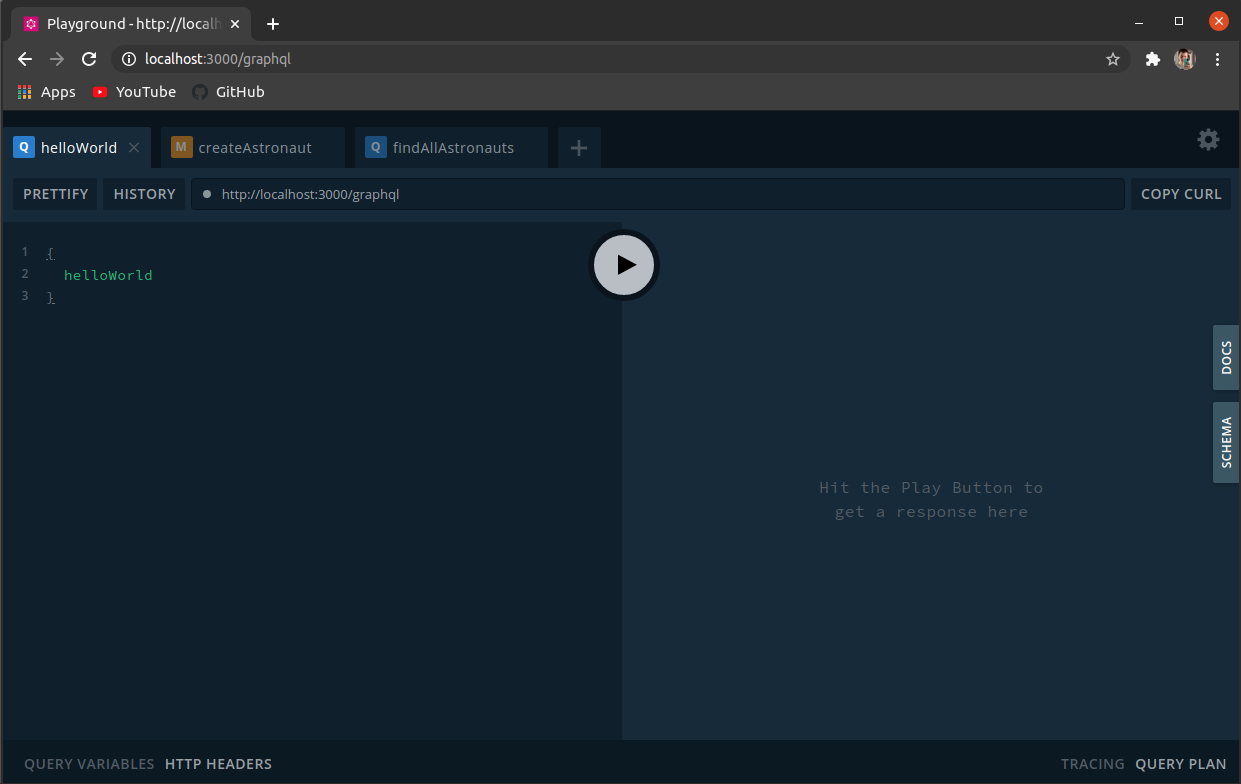 Playground - http://localh
localhost:3000/graphql
Apps YouTube GitHub
Q helloWorld M createAstronaut Q findAllAstronauts
PRETTIFY HISTORY http://localhost:3000/graphql COPY CURL
1 {
2 helloWorld
3 }
DOCS
SCHEMA
Hit the Play Button to
get a response here
QUERY VARIABLES HTTP HEADERS TRACING QUERY PLAN